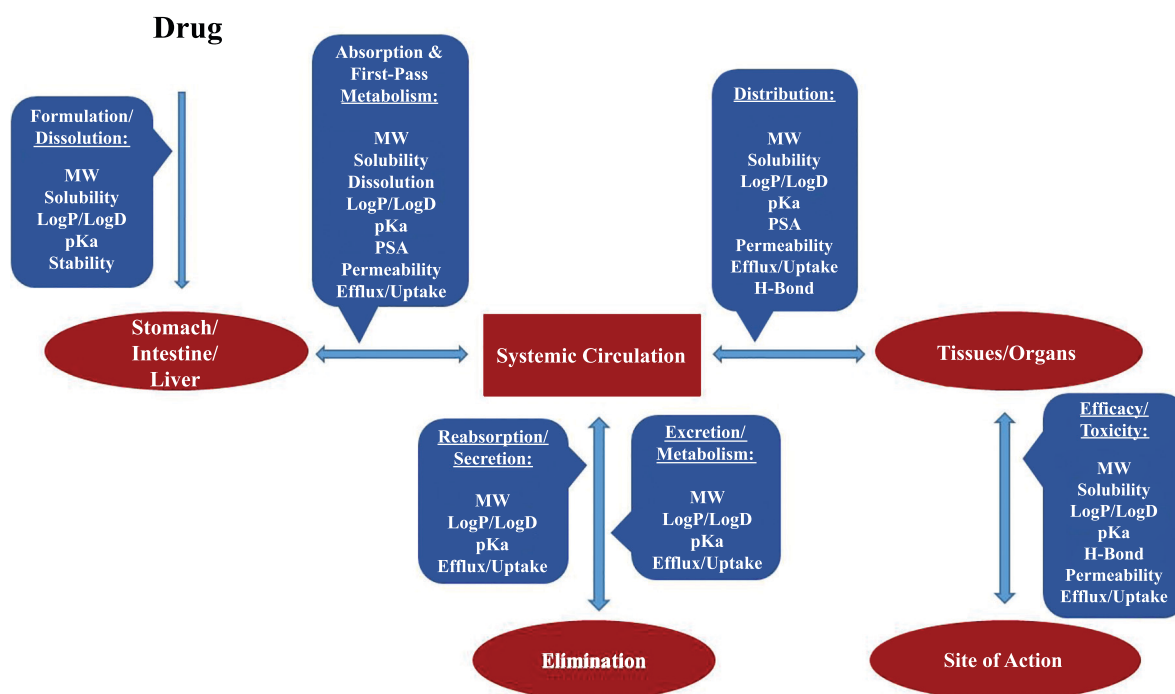 Drug
Formulation/
Dissolution:
MW
Solubility
LogP/LogD
pKa
Stability
Absorption &
First-Pass
Metabolism:
MW
Solubility
Dissolution
LogP/LogD
pKa
PSA
Permeability
Efflux/Uptake
Distribution:
MW
Solubility
LogP/LogD
pKa
PSA
Permeability
Efflux/Uptake
H-Bond
Stomach/
Intestine/
Liver
Systemic Circulation
Tissues/Organs
Reabsorption/
Secretion:
MW
LogP/LogD
pKa
Efflux/Uptake
Excretion/
Metabolism:
MW
LogP/LogD
pKa
Efflux/Uptake
Efficacy/
Toxicity:
MW
Solubility
LogP/LogD
pKa
H-Bond
Permeability
Efflux/Uptake
Elimination
Site of Action